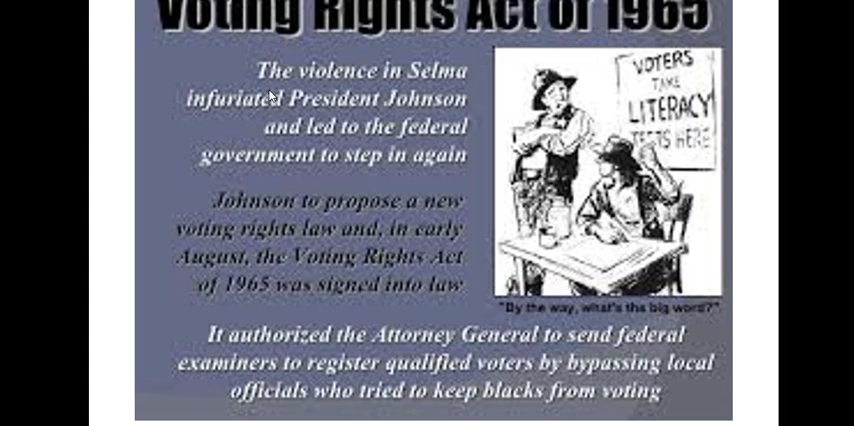 Voting Rights Act of 1965
The violence in Selma
infuriated President Johnson
and led to the federal
government to step in again
Johnson to propose a new
voting rights law and, in early
August, the Voting Rights Act
of 1965 was signed into law
VOTERS
TAKE
LITERACY
TESTS HERE
"By the way, what's the big word?"
It authorized the Attorney General to send federal
examiners to register qualified voters by bypassing local
officials who tried to keep blacks from voting